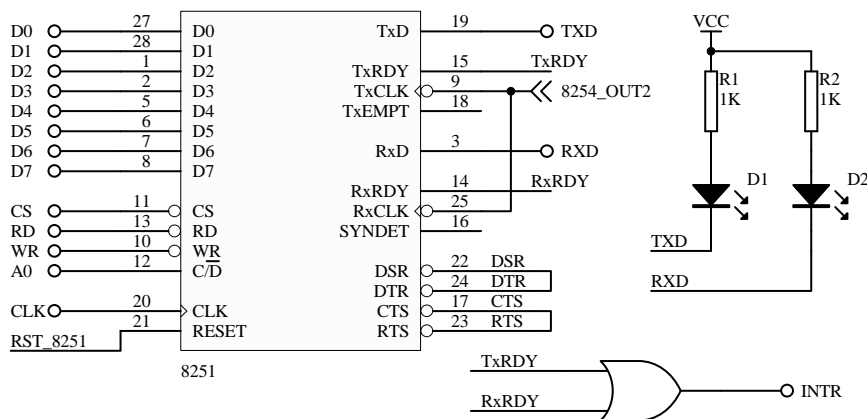 D0 27 D0 TxD 19 TXD
D1 28 D1
D2 1 D2 TxRDY 15 TxRDY
D3 2 D3 TxCLK 9 8254_OUT2
D4 5 D4 TxEMPT 18
D5 6 D5
D6 7 D6 RxD 3 RXD
D7 8 D7
RxRDY 14 RxRDY
CS 11 CS RxCLK 25
RD 13 RD SYNDET 16
WR 10 WR
A0 12 C/D DSR 22 DSR
DTR 24 DTR
CLK 20 CLK CTS 17 CTS
RST_8251 21 RESET RTS 23 RTS
8251
VCC
R1 R2
1K 1K
D1 D2
TXD
RXD
TxRDY
RxRDY
INTR